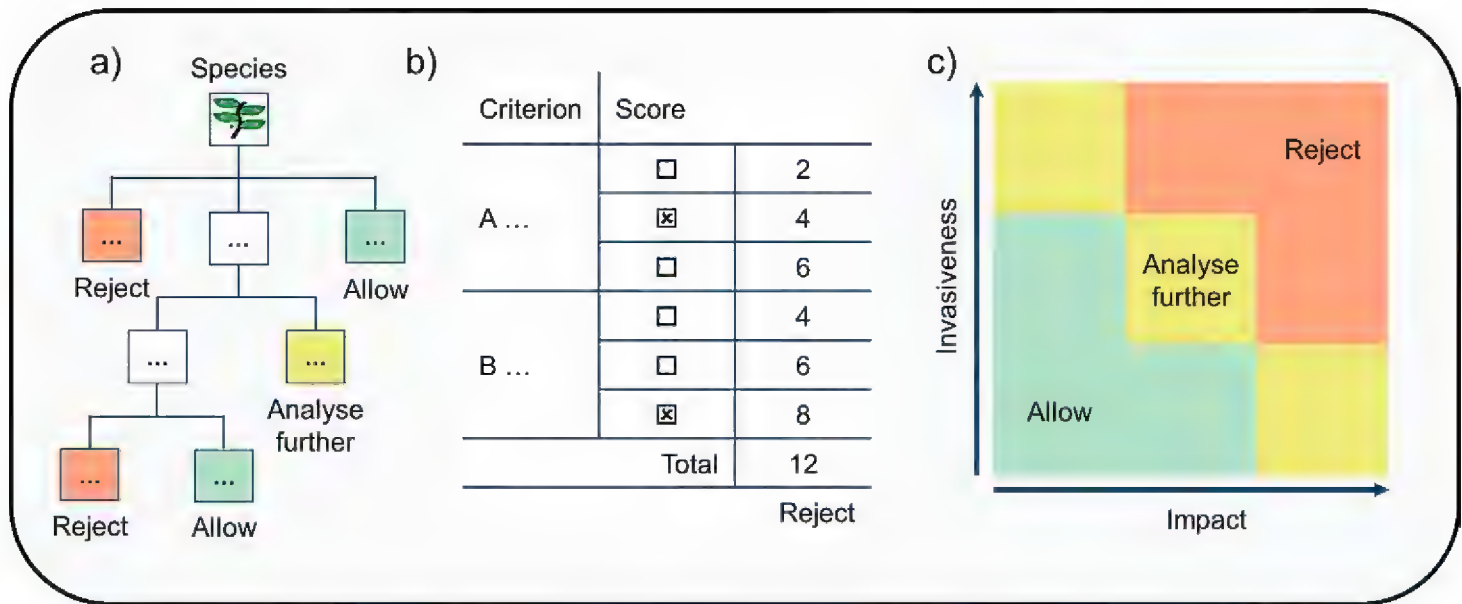 a)
Species
...
Reject
...
...
Allow
...
...
Analyse
further
...
Reject
...
Allow
b)
Criterion Score
2
A ... 4
6
4
B ... 6
8
Total 12
Reject
c)
Invasiveness
Reject
Analyse
further
Allow
Impact